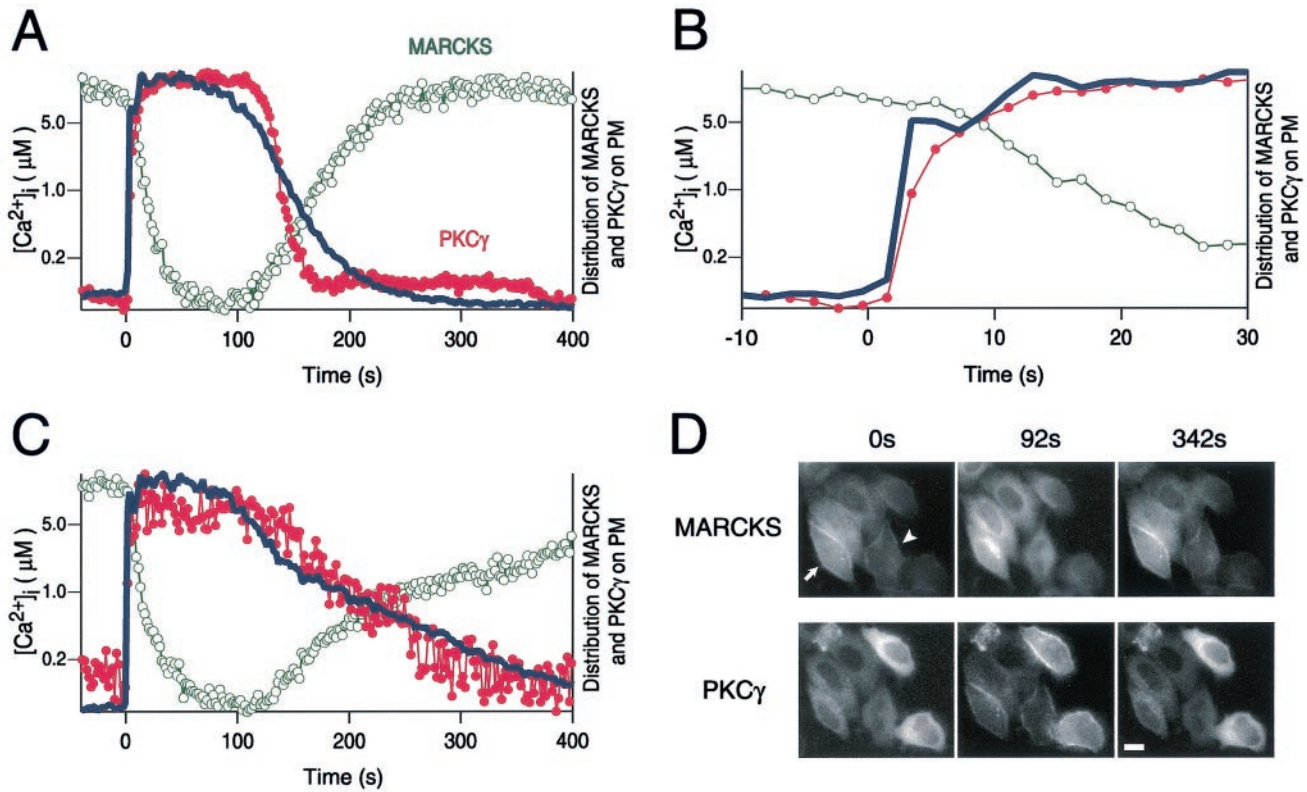 A
MARCKS
PKCγ
[Ca²⁺]ᵢ ( μM )
5.0
1.0
0.2
Distribution of MARCKS
and PKCγ on PM
0
100
200
300
400
Time (s)
B
[Ca²⁺]ᵢ ( μM )
5.0
1.0
0.2
Distribution of MARCKS
and PKCγ on PM
-10
0
10
20
30
Time (s)
C
[Ca²⁺]ᵢ ( μM )
5.0
1.0
0.2
Distribution of MARCKS
and PKCγ on PM
0
100
200
300
400
Time (s)
D
0s
92s
342s
MARCKS
PKCγ